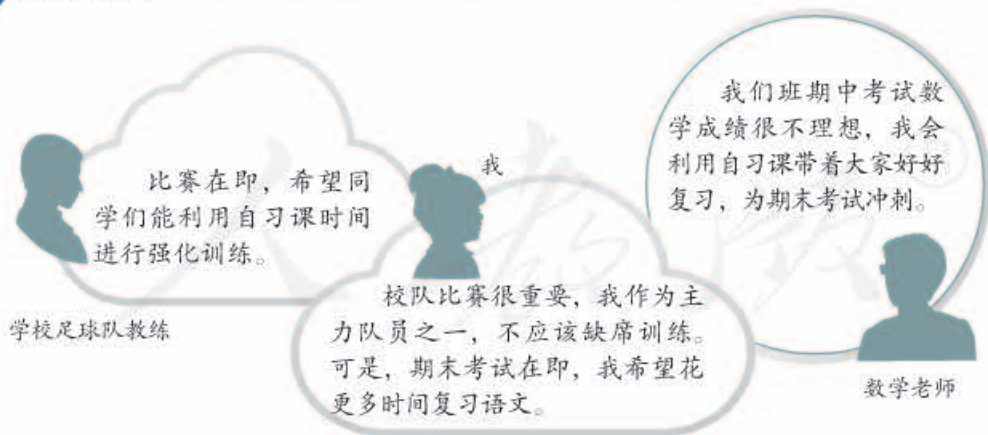 比赛在即，希望同
学们能利用自习课时间
进行强化训练。
学校足球队教练
我
校队比赛很重要，我作为主
力队员之一，不应该缺席训练。
可是，期末考试在即，我希望花
更多时间复习语文。
我们班期中考试数
学成绩很不理想，我会
利用自习课带着大家好好
复习，为期末考试冲刺。
数学老师